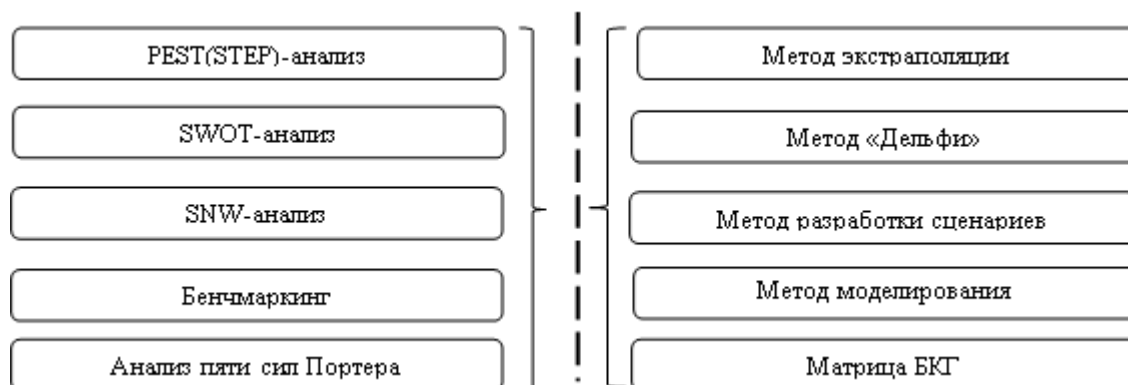 PEST(STEP)-анализ
SWOT-анализ
SNW-анализ
Бенчмаркинг
Анализ пяти сил Портера
Метод экстраполяции
Метод «Дельфи»
Метод разработки сценариев
Метод моделирования
Матрица БКГ